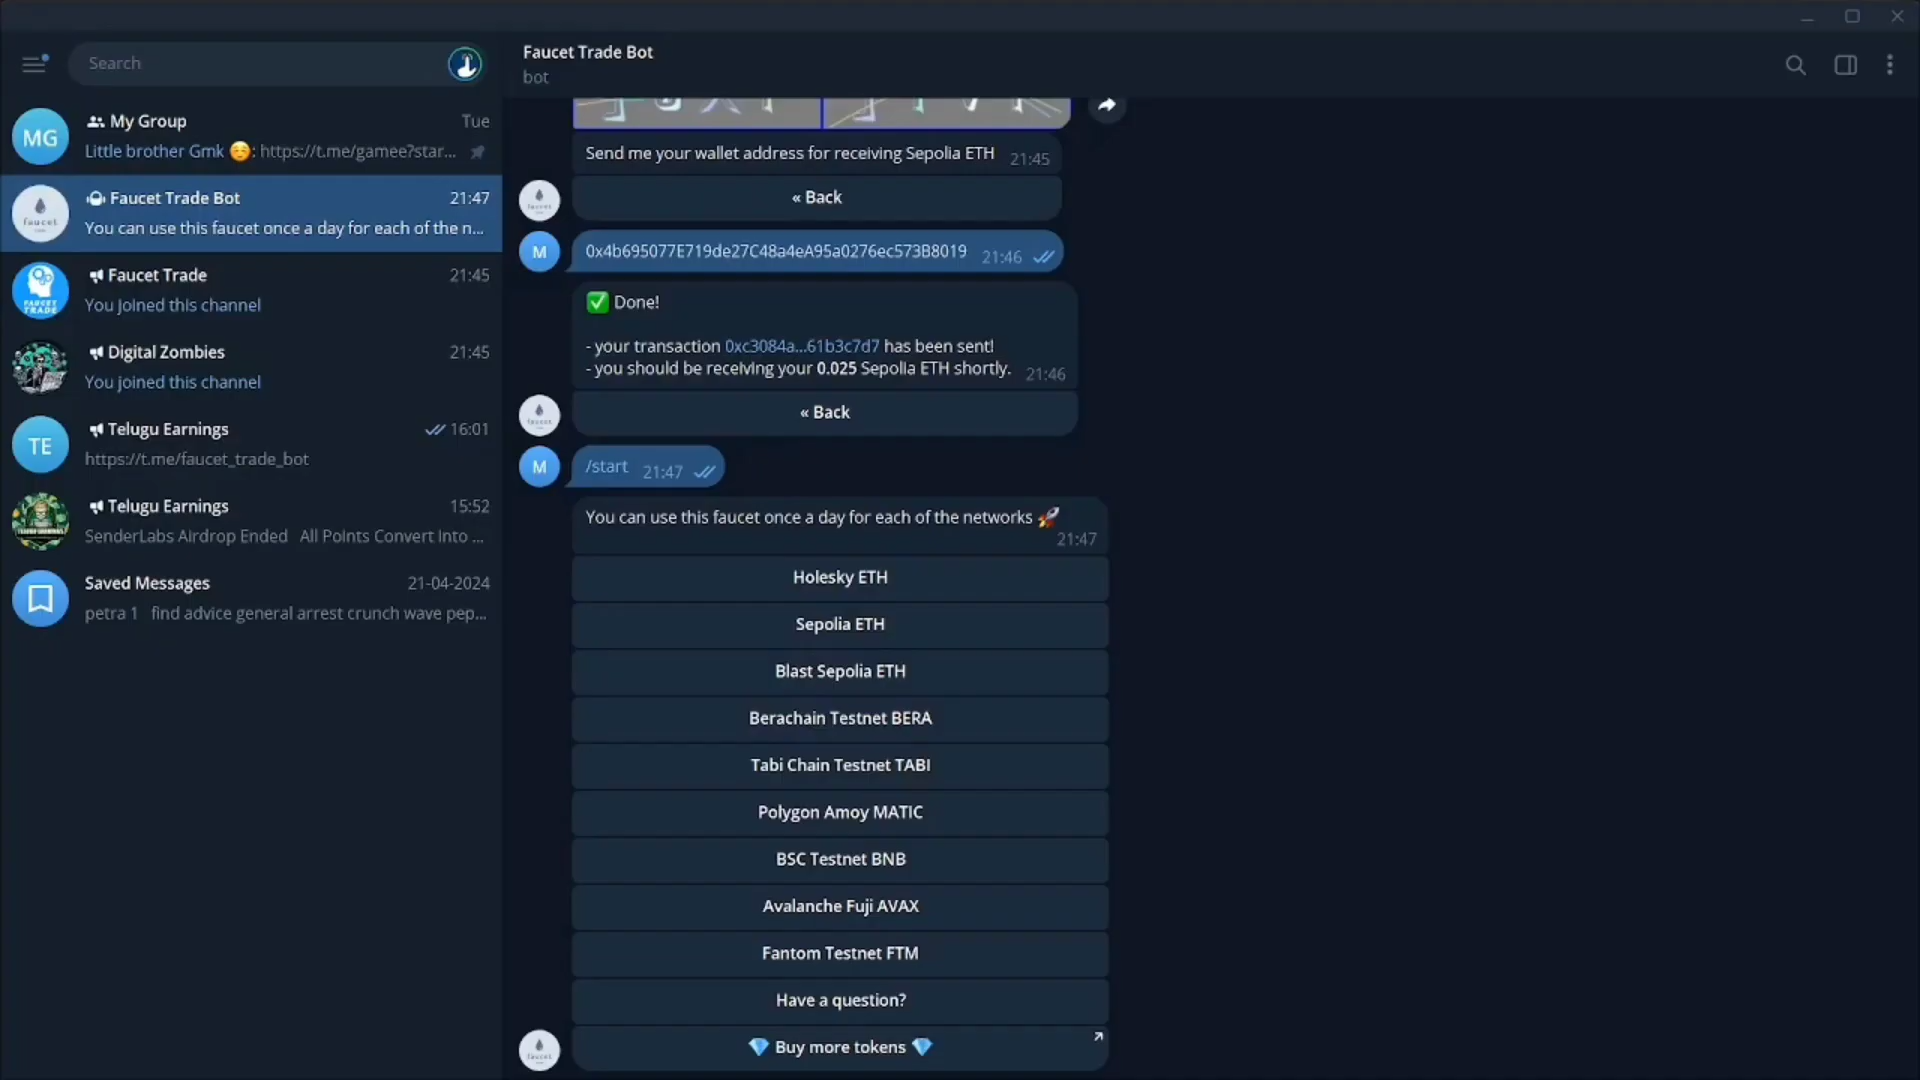 Search
MG
My Group
Tue
Little brother Gmk ☺️: https://t.me/gamee?star...
faucet
Faucet Trade Bot
21:47
You can use this faucet once a day for each of the n...
FAUCET
TRADE
Faucet Trade
21:45
You joined this channel
Digital Zombies
21:45
You joined this channel
TE
Telugu Earnings
16:01
https://t.me/faucet_trade_bot
Telugu Earnings
15:52
SenderLabs Airdrop Ended All Points Convert Into ...
Saved Messages
21-04-2024
petra 1 find advice general arrest crunch wave pep...
Faucet Trade Bot
bot
Send me your wallet address for receiving Sepolia ETH 21:45
« Back
M
0x4b695077E719de27C48a4eA95a0276ec573B8019 21:46
✅ Done!
- your transaction 0xc3084a...61b3c7d7 has been sent!
- you should be receiving your 0.025 Sepolia ETH shortly. 21:46
« Back
M
/start 21:47
You can use this faucet once a day for each of the networks 🚀
21:47
Holesky ETH
Sepolia ETH
Blast Sepolia ETH
Berachain Testnet BERA
Tabi Chain Testnet TABI
Polygon Amoy MATIC
BSC Testnet BNB
Avalanche Fuji AVAX
Fantom Testnet FTM
Have a question?
💎 Buy more tokens 💎